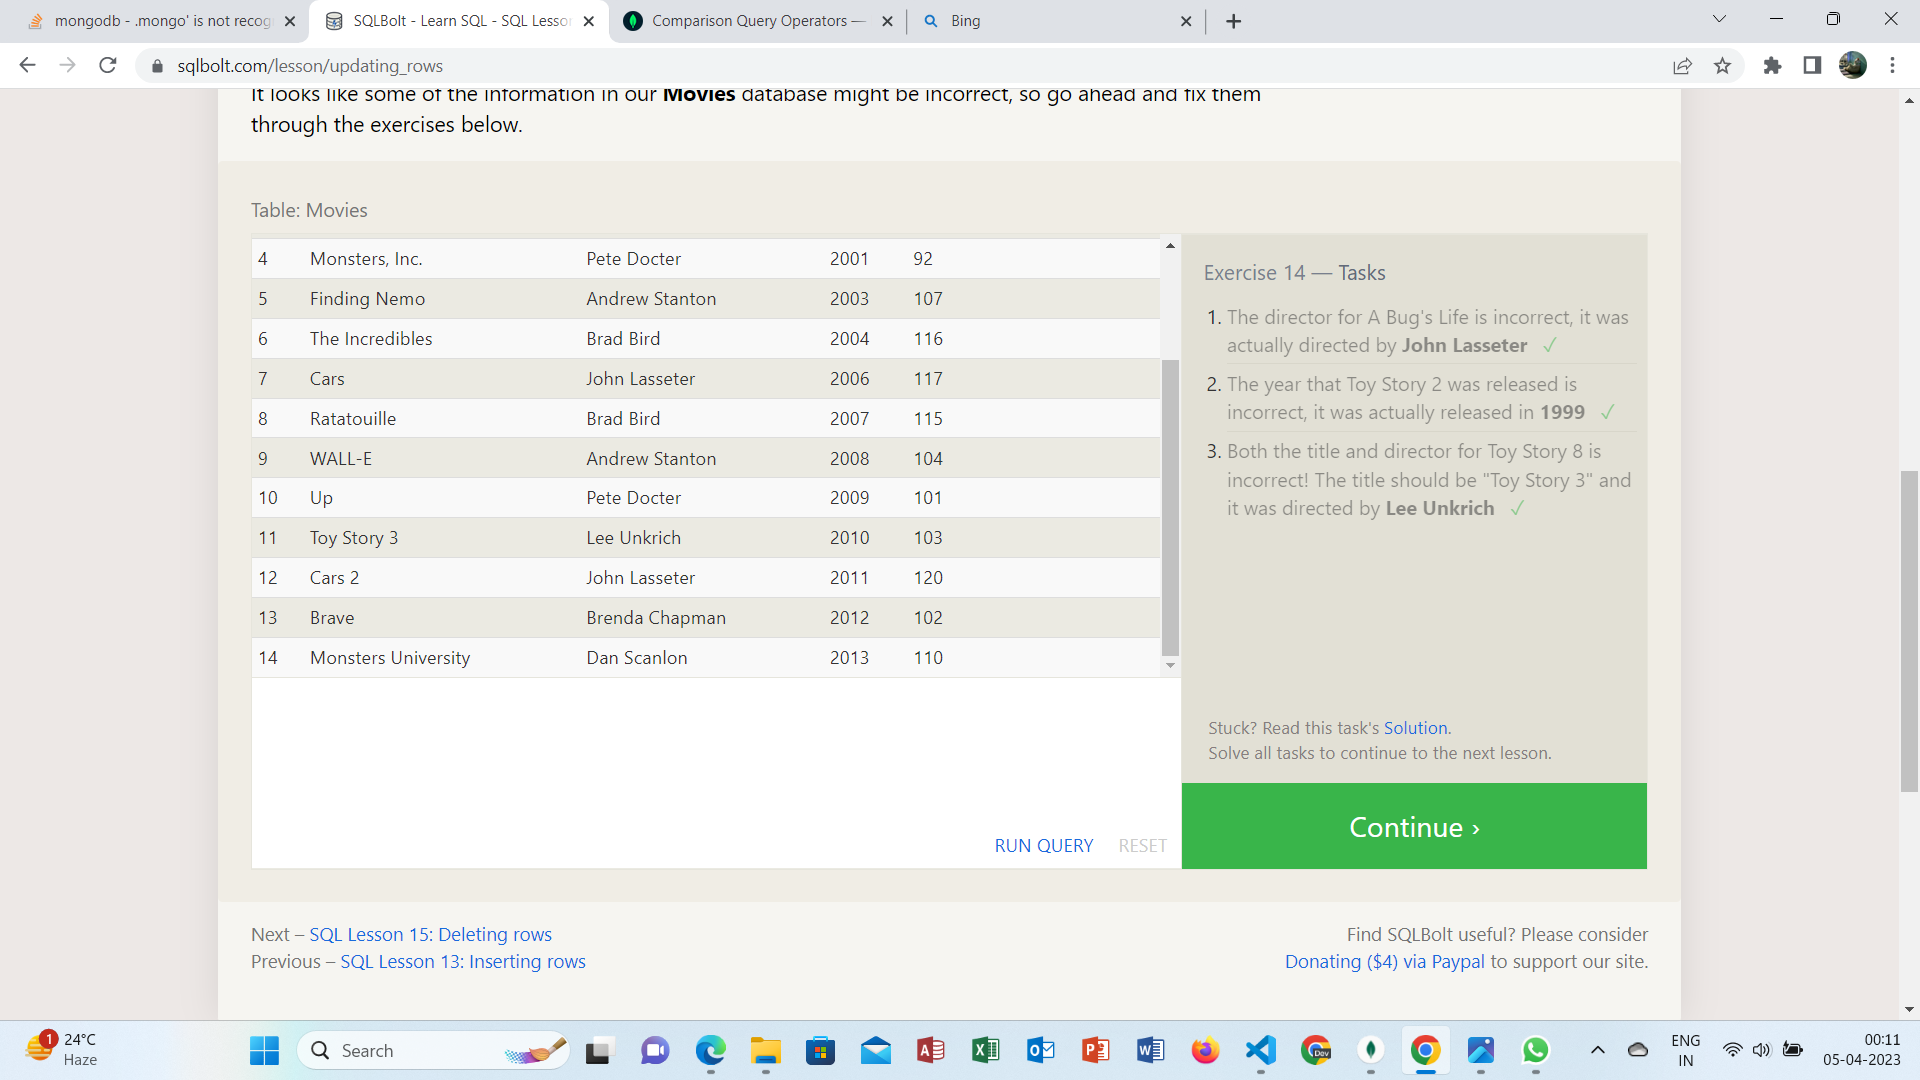 mongodb - .mongo' is not recog
SQLBolt - Learn SQL - SQL Lesso
Comparison Query Operators —
Bing
sqlbolt.com/lesson/updating_rows
It looks like some of the information in our Movies database might be incorrect, so go ahead and fix them
through the exercises below.
Table: Movies
4 Monsters, Inc. Pete Docter 2001 92
5 Finding Nemo Andrew Stanton 2003 107
6 The Incredibles Brad Bird 2004 116
7 Cars John Lasseter 2006 117
8 Ratatouille Brad Bird 2007 115
9 WALL-E Andrew Stanton 2008 104
10 Up Pete Docter 2009 101
11 Toy Story 3 Lee Unkrich 2010 103
12 Cars 2 John Lasseter 2011 120
13 Brave Brenda Chapman 2012 102
14 Monsters University Dan Scanlon 2013 110
RUN QUERY RESET
Exercise 14 — Tasks
1. The director for A Bug's Life is incorrect, it was
actually directed by John Lasseter ✓
2. The year that Toy Story 2 was released is
incorrect, it was actually released in 1999 ✓
3. Both the title and director for Toy Story 8 is
incorrect! The title should be "Toy Story 3" and
it was directed by Lee Unkrich ✓
Stuck? Read this task's Solution.
Solve all tasks to continue to the next lesson.
Continue ›
Next – SQL Lesson 15: Deleting rows
Previous – SQL Lesson 13: Inserting rows
Find SQLBolt useful? Please consider
Donating ($4) via Paypal to support our site.
1
24°C
Haze
Search
Dev
ENG
IN
00:11
05-04-2023